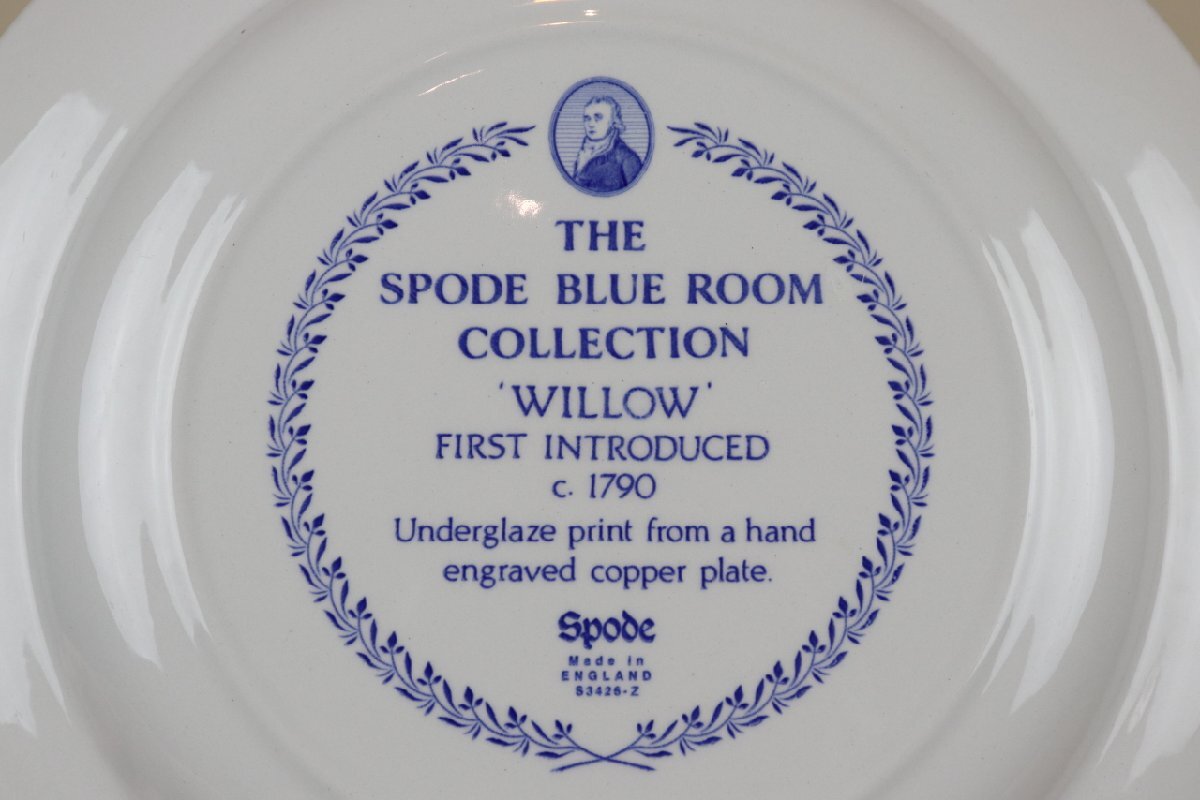 THE
SPODE BLUE ROOM
COLLECTION
'WILLOW'
FIRST INTRODUCED
c. 1790
Underglaze print from a hand
engraved copper plate.
Spode
Made in
ENGLAND
S3426-Z